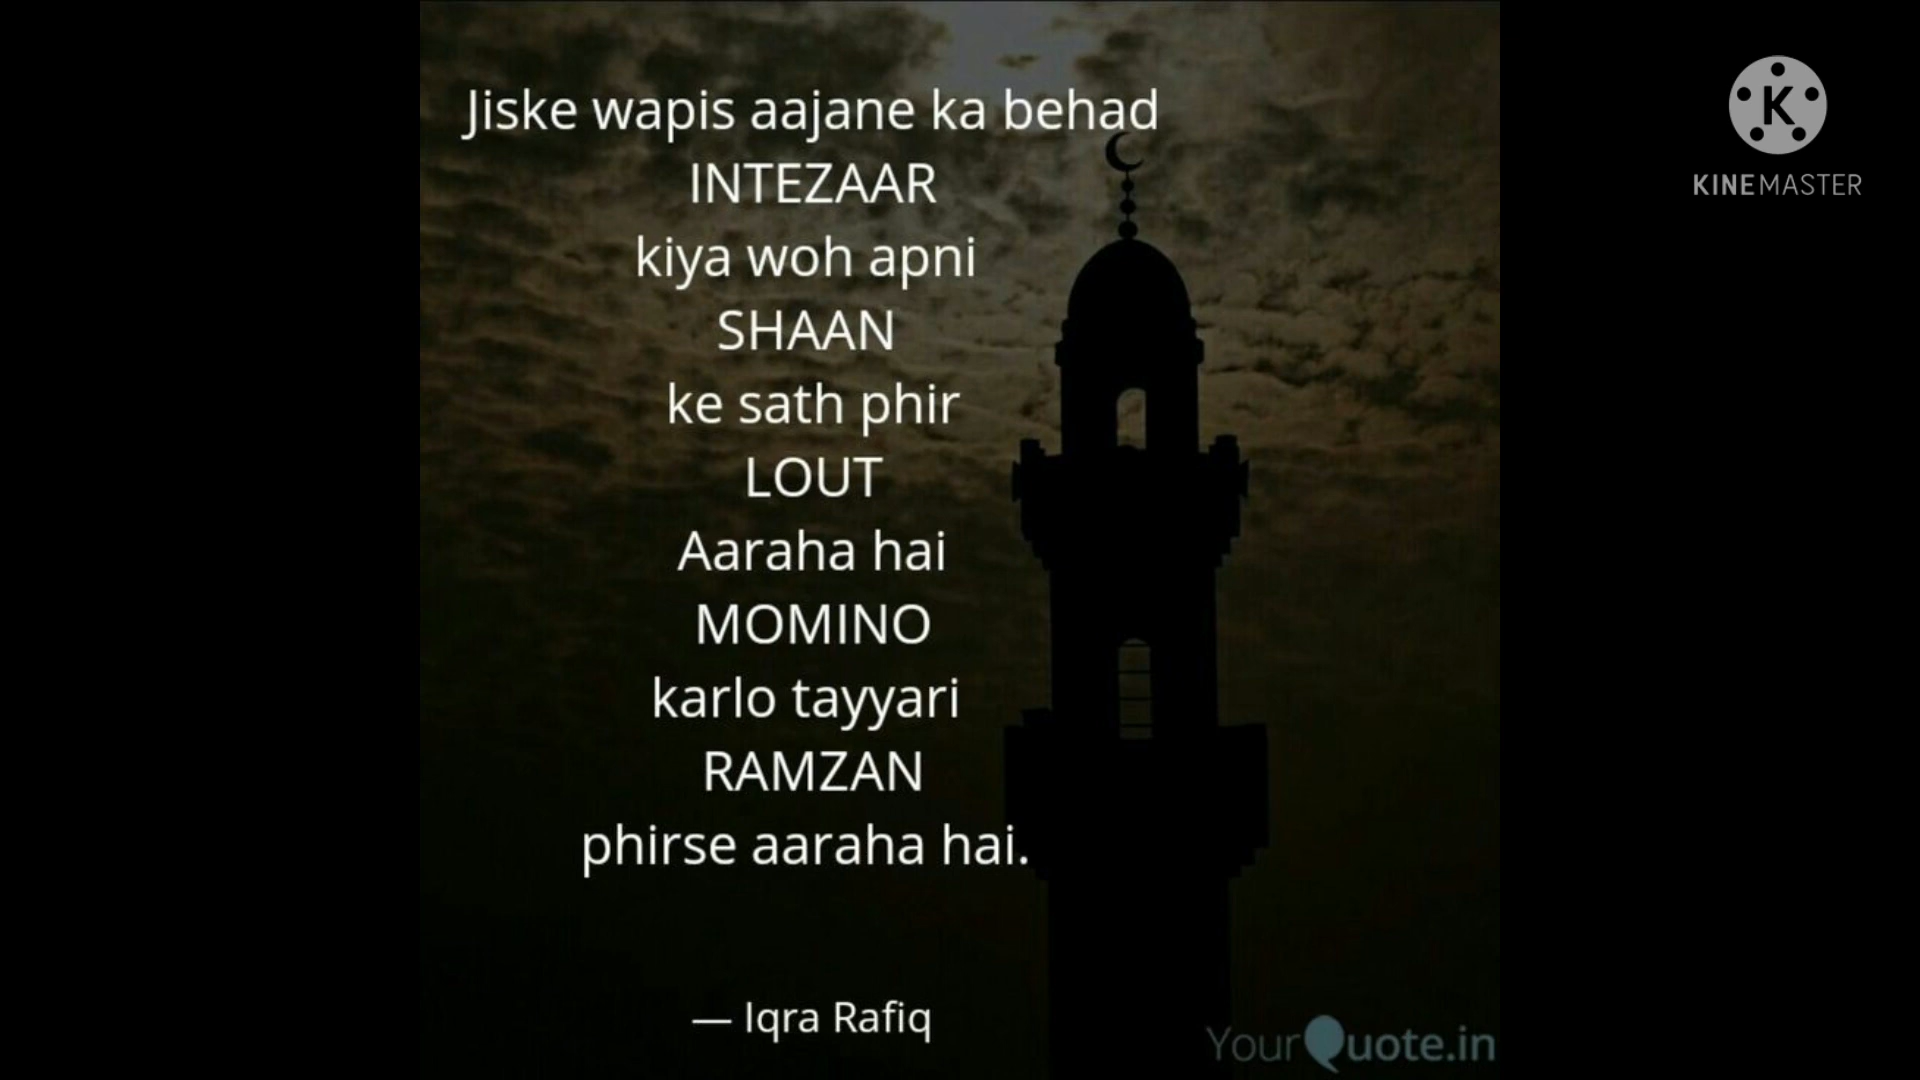 Jiske wapis aajane ka behad
INTEZAAR
kiya woh apni
SHAAN
ke sath phir
LOUT
Aaraha hai
MOMINO
karlo tayyari
RAMZAN
phirse aaraha hai.
— Iqra Rafiq
YourQuote.in
K
KINEMASTER